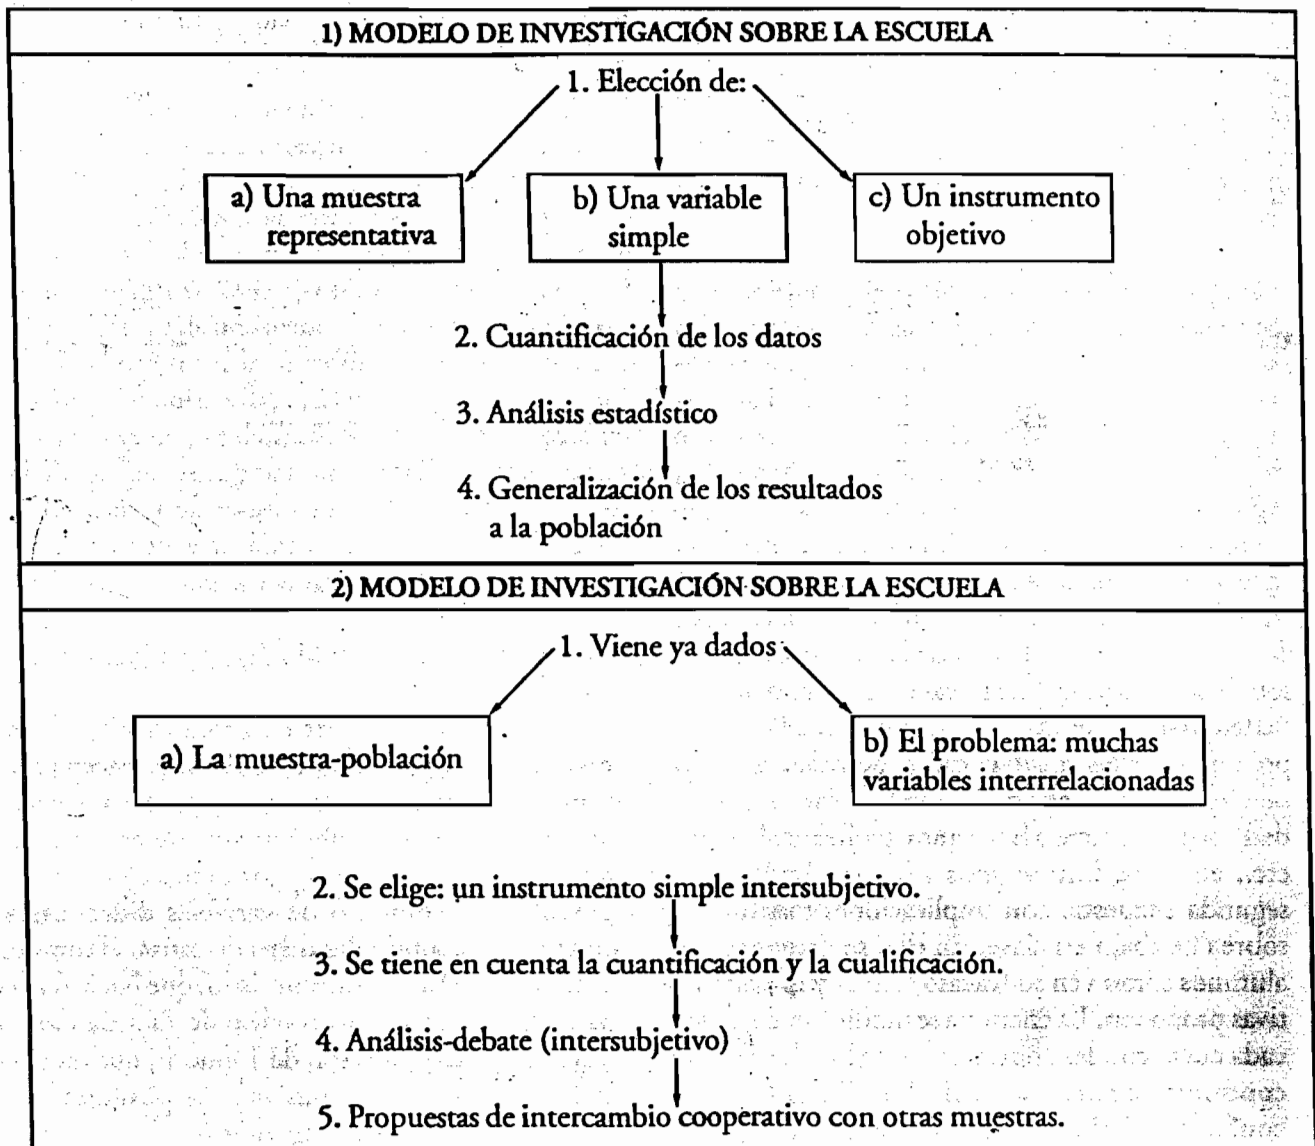 1) MODELO DE INVESTIGACIÓN SOBRE LA ESCUELA
1. Elección de:
a) Una muestra
representativa
b) Una variable
simple
c) Un instrumento
objetivo
2. Cuantificación de los datos
3. Análisis estadístico
4. Generalización de los resultados
a la población
2) MODELO DE INVESTIGACIÓN SOBRE LA ESCUELA
1. Viene ya dados
a) La muestra-población
b) El problema: muchas
variables interrrelacionadas
2. Se elige: un instrumento simple intersubjetivo.
3. Se tiene en cuenta la cuantificación y la cualificación.
4. Análisis-debate (intersubjetivo)
5. Propuestas de intercambio cooperativo con otras muestras.